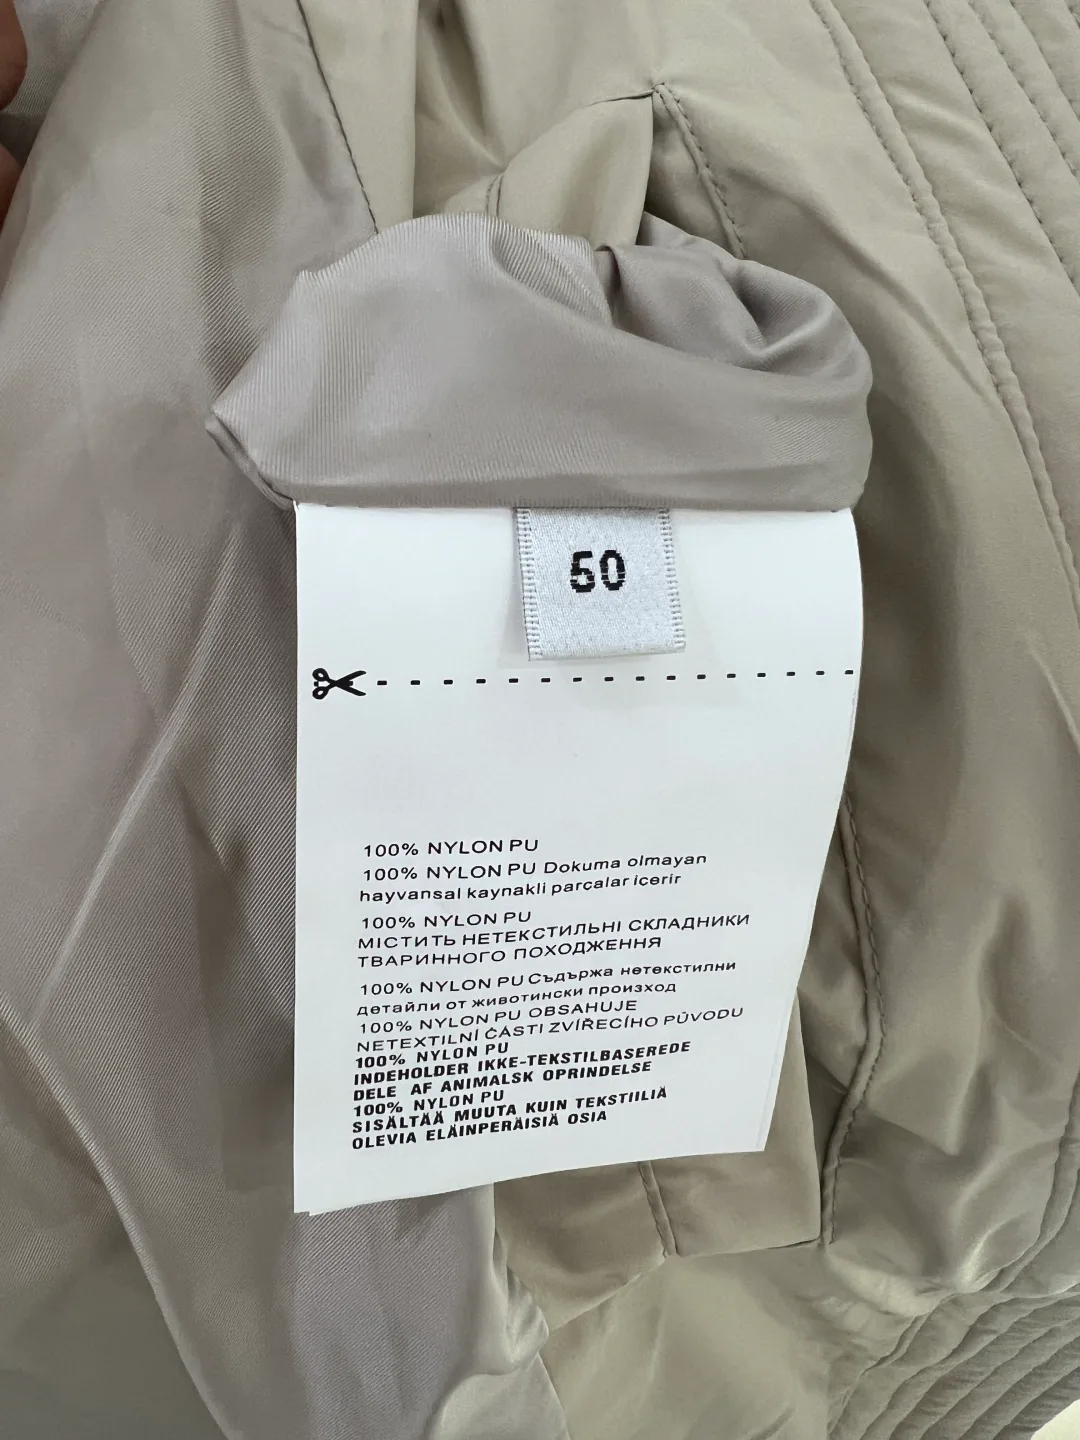 50
100% NYLON PU
100% NYLON PU Dokuma olmayan
hayvansal kaynakli parcalar icerir
100% NYLON PU
МІСТИТЬ НЕТЕКСТИЛЬНІ СКЛАДНИКИ
ТВАРИННОГО ПОХОДЖЕННЯ
100% NYLON PU Съдържа нетекстилни
детайли от животински произход
100% NYLON PU OBSAHUJE
NETEXTILNÍ ČÁSTI ZVÍŘECÍHO PŮVODU
100% NYLON PU
INDEHOLDER IKKE-TEKSTILBASEREDE
DELE AF ANIMALSK OPRINDELSE
100% NYLON PU
SISÄLTÄÄ MUUTA KUIN TEKSTIILIÄ
OLEVIA ELÄINPERÄISIÄ OSIA